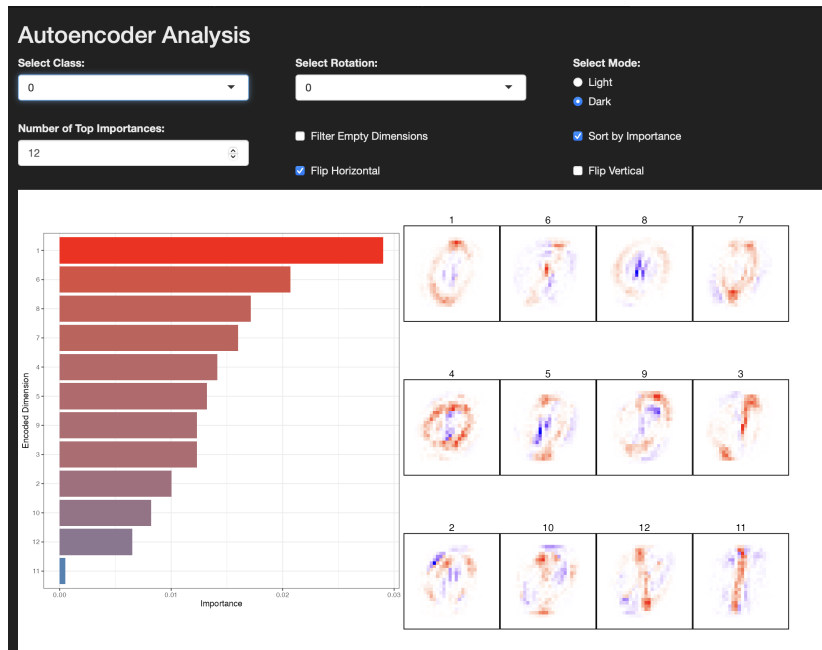 Autoencoder Analysis
Select Class:
0
Select Rotation:
0
Select Mode:
Light
Dark
Number of Top Importances:
12
Filter Empty Dimensions
Sort by Importance
Flip Horizontal
Flip Vertical
Encoded Dimension
1
6
8
7
4
5
9
3
2
10
12
11
0.00 0.01 0.02 0.03
Importance
1 6 8 7
4 5 9 3
2 10 12 11